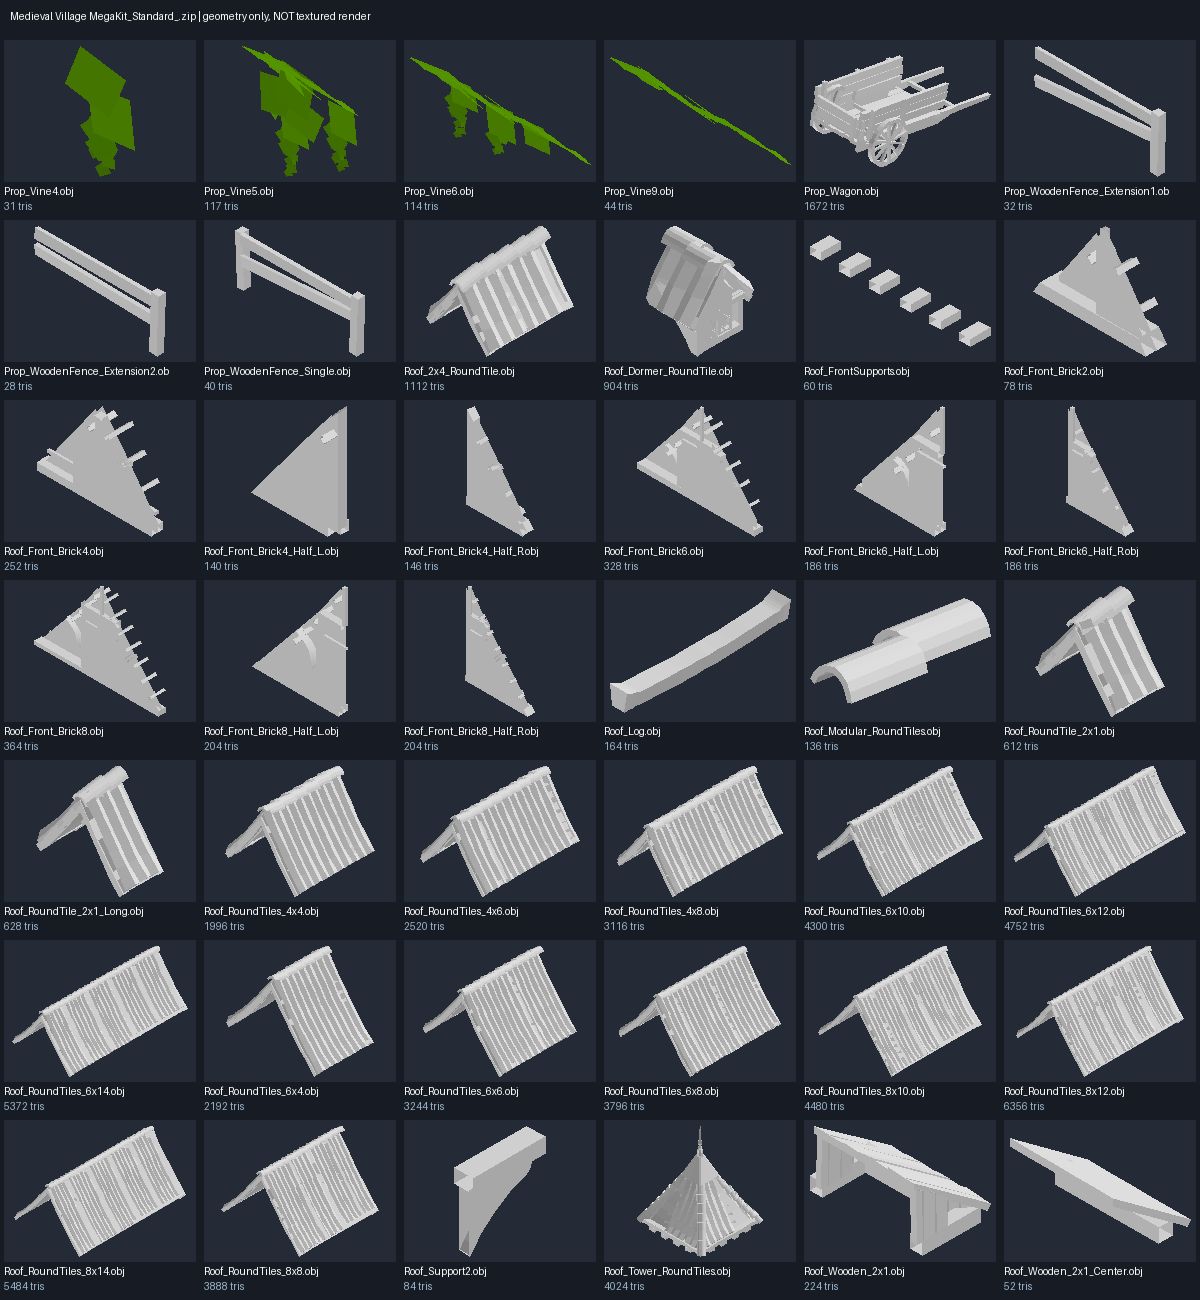 Medieval Village MegaKit_Standard_.zip | geometry only, NOT textured render
Prop_Vine4.obj
31 tris
Prop_Vine5.obj
117 tris
Prop_Vine6.obj
114 tris
Prop_Vine9.obj
44 tris
Prop_Wagon.obj
1672 tris
Prop_WoodenFence_Extension1.ob
32 tris
Prop_WoodenFence_Extension2.ob
28 tris
Prop_WoodenFence_Single.obj
40 tris
Roof_2x4_RoundTile.obj
1112 tris
Roof_Dormer_RoundTile.obj
904 tris
Roof_FrontSupports.obj
60 tris
Roof_Front_Brick2.obj
78 tris
Roof_Front_Brick4.obj
252 tris
Roof_Front_Brick4_Half_L.obj
140 tris
Roof_Front_Brick4_Half_R.obj
146 tris
Roof_Front_Brick6.obj
328 tris
Roof_Front_Brick6_Half_L.obj
186 tris
Roof_Front_Brick6_Half_R.obj
186 tris
Roof_Front_Brick8.obj
364 tris
Roof_Front_Brick8_Half_L.obj
204 tris
Roof_Front_Brick8_Half_R.obj
204 tris
Roof_Log.obj
164 tris
Roof_Modular_RoundTiles.obj
136 tris
Roof_RoundTile_2x1.obj
612 tris
Roof_RoundTile_2x1_Long.obj
628 tris
Roof_RoundTiles_4x4.obj
1996 tris
Roof_RoundTiles_4x6.obj
2520 tris
Roof_RoundTiles_4x8.obj
3116 tris
Roof_RoundTiles_6x10.obj
4300 tris
Roof_RoundTiles_6x12.obj
4752 tris
Roof_RoundTiles_6x14.obj
5372 tris
Roof_RoundTiles_6x4.obj
2192 tris
Roof_RoundTiles_6x6.obj
3244 tris
Roof_RoundTiles_6x8.obj
3796 tris
Roof_RoundTiles_8x10.obj
4480 tris
Roof_RoundTiles_8x12.obj
6356 tris
Roof_RoundTiles_8x14.obj
5484 tris
Roof_RoundTiles_8x8.obj
3888 tris
Roof_Support2.obj
84 tris
Roof_Tower_RoundTiles.obj
4024 tris
Roof_Wooden_2x1.obj
224 tris
Roof_Wooden_2x1_Center.obj
52 tris